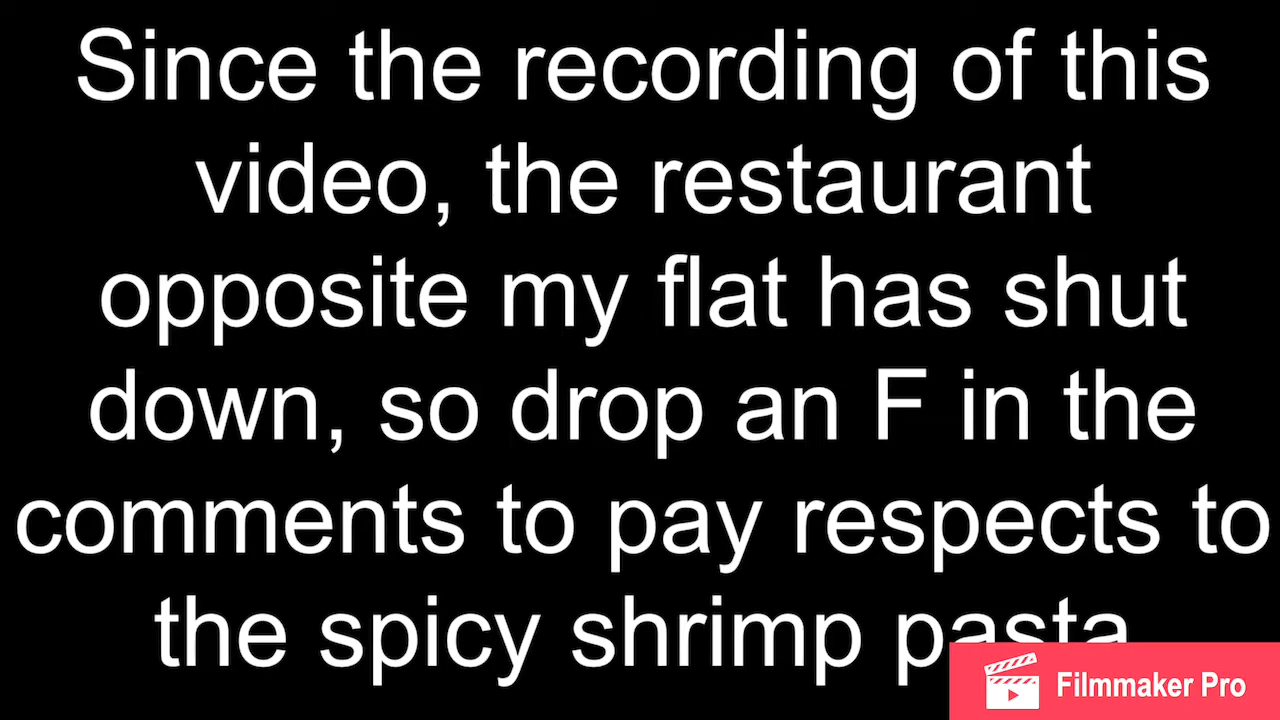 Since the recording of this
video, the restaurant
opposite my flat has shut
down, so drop an F in the
comments to pay respects to
the spicy shrimp pasta
Filmmaker Pro